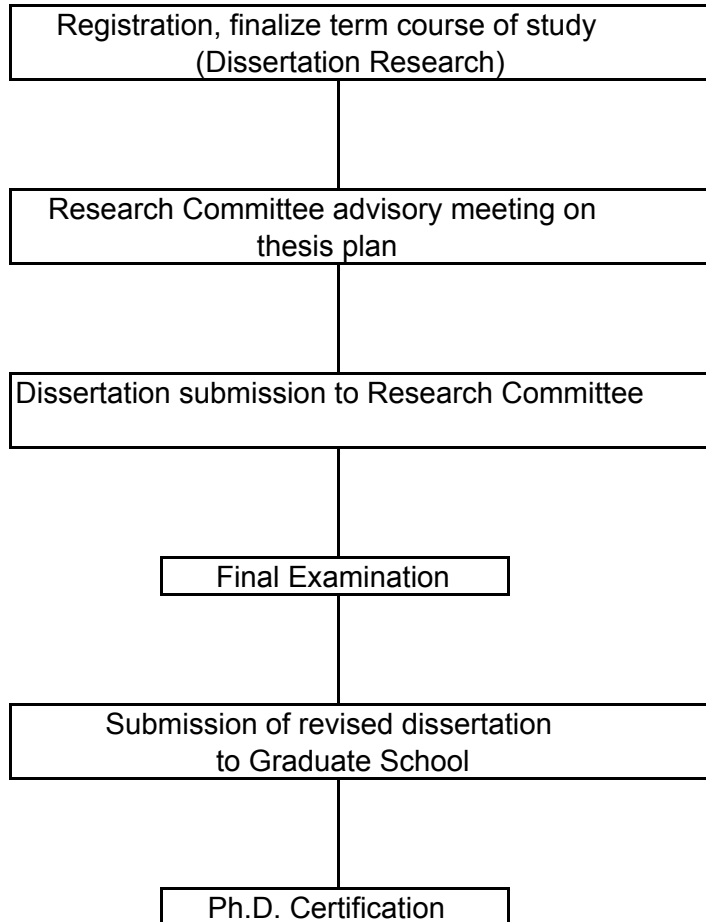 Registration, finalize term course of study
(Dissertation Research)
Research Committee advisory meeting on
thesis plan
Dissertation submission to Research Committee
Final Examination
Submission of revised dissertation
to Graduate School
Ph.D. Certification